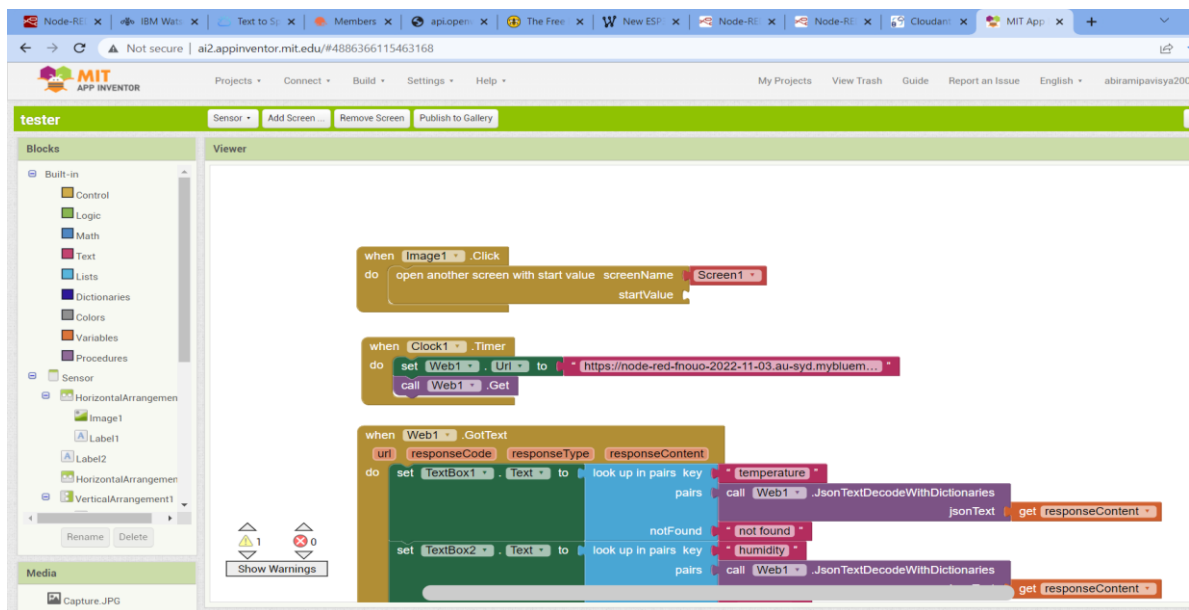 Node-RE IBM Wats Text to Sp Members api.open The Free New ESP Node-RE Node-RE Cloudant MIT App
Not secure ai2.appinventor.mit.edu/#4886366115463168
MIT
APP INVENTOR
Projects Connect Build Settings Help My Projects View Trash Guide Report an Issue English abiramipavisya200
tester Sensor Add Screen ... Remove Screen Publish to Gallery
Blocks
Built-in
Control
Logic
Math
Text
Lists
Dictionaries
Colors
Variables
Procedures
Sensor
HorizontalArrangemen
Image1
Label1
Label2
HorizontalArrangemen
VerticalArrangement1
Rename Delete
Media
Capture.JPG
Viewer
when Image1 .Click
do open another screen with start value screenName Screen1
startValue
when Clock1 .Timer
do set Web1 . Url to " https://node-red-fnouo-2022-11-03.au-syd.mybluem... "
call Web1 .Get
when Web1 .GotText
url responseCode responseType responseContent
do set TextBox1 . Text to look up in pairs key " temperature "
pairs call Web1 .JsonTextDecodeWithDictionaries
jsonText get responseContent
notFound " not found "
set TextBox2 . Text to look up in pairs key " humidity "
pairs call Web1 .JsonTextDecodeWithDictionaries
get responseContent
1 0
Show Warnings